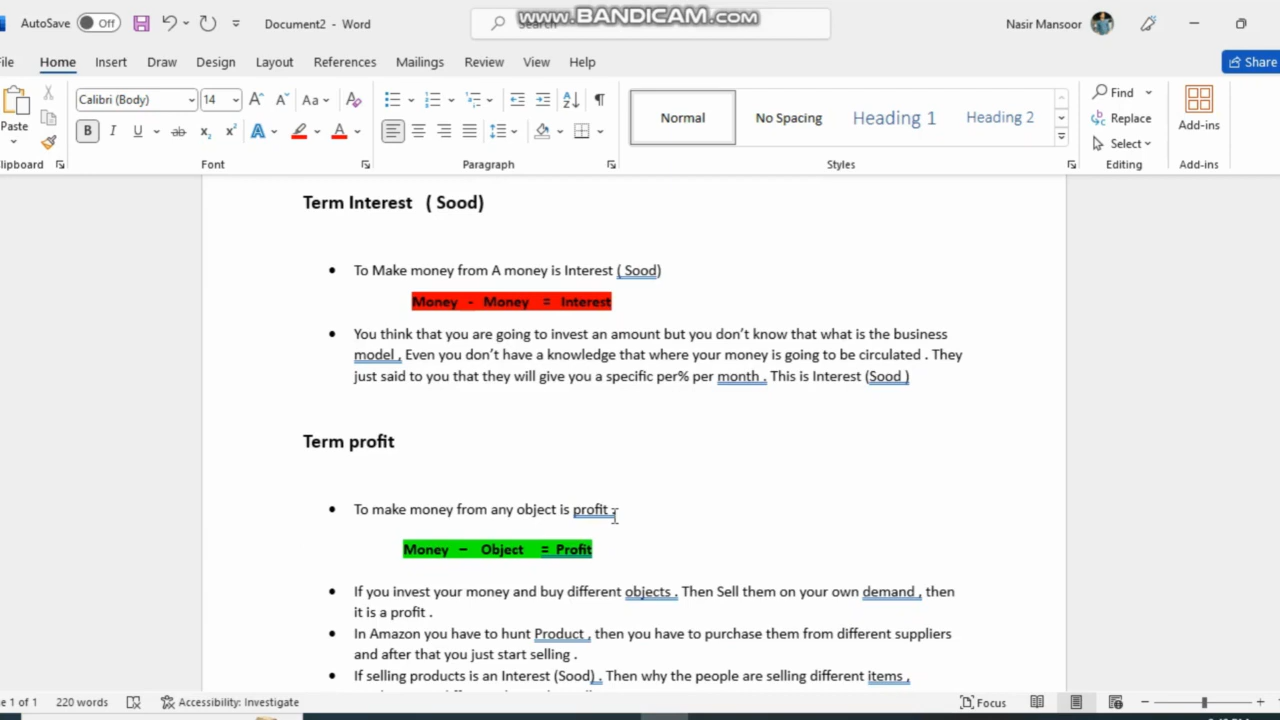 AutoSave Off Document2 - Word Search Nasir Mansoor
www.BANDICAM.com
File Home Insert Draw Design Layout References Mailings Review View Help Share
Paste Calibri (Body) 14 Aa Normal No Spacing Heading 1 Heading 2 Find Replace Select Add-ins
Clipboard Font Paragraph Styles Editing Add-ins
Term Interest ( Sood)
To Make money from A money is Interest ( Sood)
Money - Money = Interest
You think that you are going to invest an amount but you don’t know that what is the business
model , Even you don’t have a knowledge that where your money is going to be circulated . They
just said to you that they will give you a specific per% per month . This is Interest (Sood )
Term profit
To make money from any object is profit .
Money – Object = Profit
If you invest your money and buy different objects . Then Sell them on your own demand , then
it is a profit .
In Amazon you have to hunt Product , then you have to purchase them from different suppliers
and after that you just start selling .
If selling products is an Interest (Sood) . Then why the people are selling different items ,
Page 1 of 1 220 words Accessibility: Investigate Focus